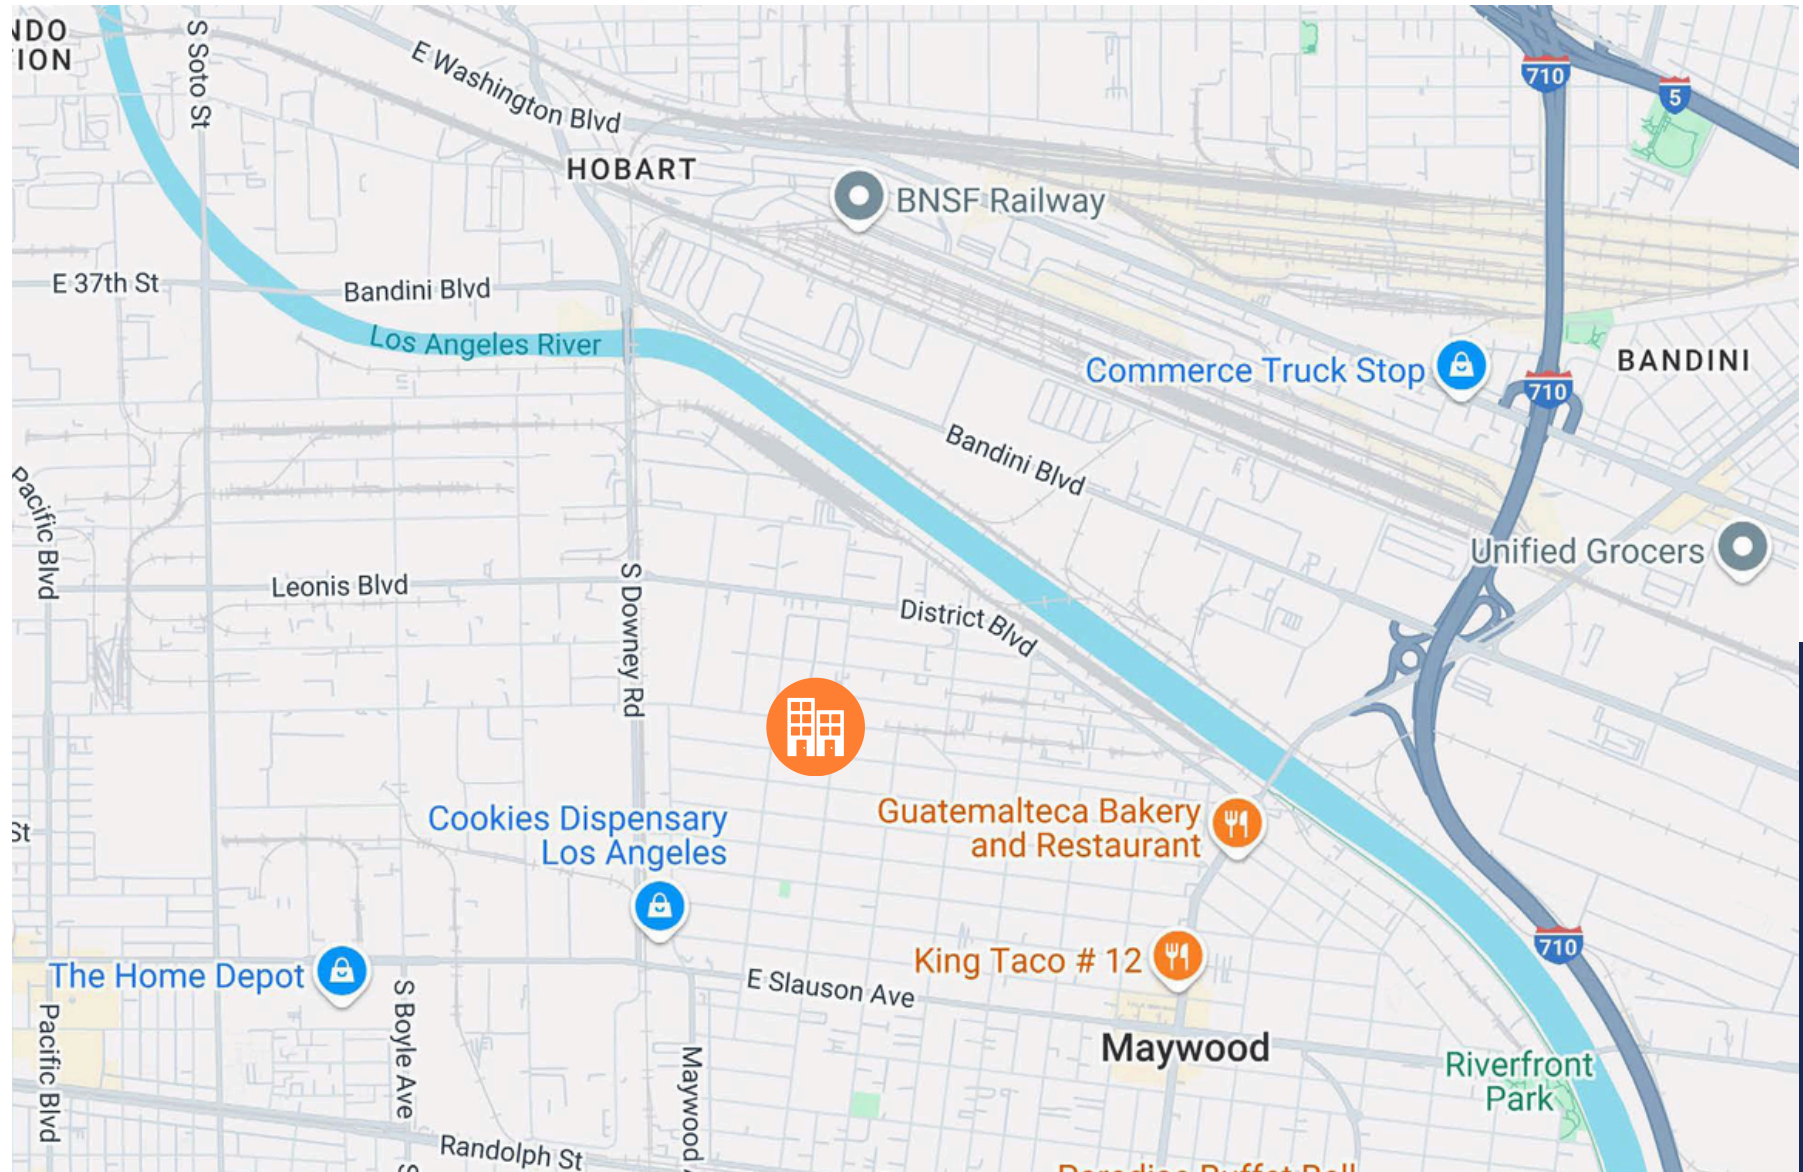 NDO
ION
S Soto St
E Washington Blvd
710
5
HOBART
BNSF Railway
E 37th St
Bandini Blvd
Los Angeles River
Commerce Truck Stop
BANDINI
710
Bandini Blvd
Pacific Blvd
Unified Grocers
Leonis Blvd
S Downey Rd
District Blvd
St
Cookies Dispensary
Los Angeles
Guatemalteca Bakery
and Restaurant
King Taco # 12
710
The Home Depot
E Slauson Ave
S Boyle Ave
Pacific Blvd
Maywood
Maywood
Riverfront
Park
Randolph St